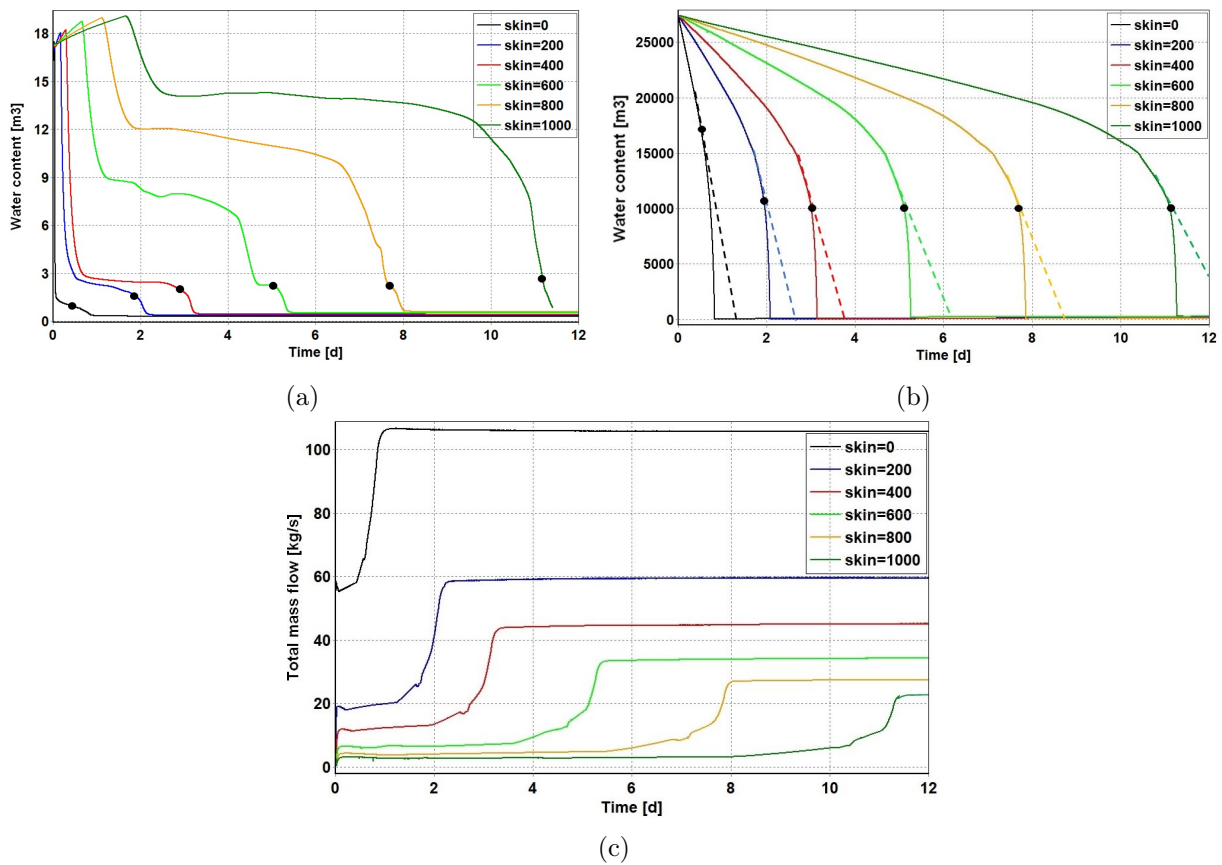 18
15
12
9
6
3
0
Water content [m3]
0 2 4 6 8 10 12
Time [d]
skin=0
skin=200
skin=400
skin=600
skin=800
skin=1000
(a)
25000
20000
15000
10000
5000
0
Water content [m3]
0 2 4 6 8 10 12
Time [d]
skin=0
skin=200
skin=400
skin=600
skin=800
skin=1000
(b)
100
80
60
40
20
0
Total mass flow [kg/s]
0 2 4 6 8 10 12
Time [d]
skin=0
skin=200
skin=400
skin=600
skin=800
skin=1000
(c)